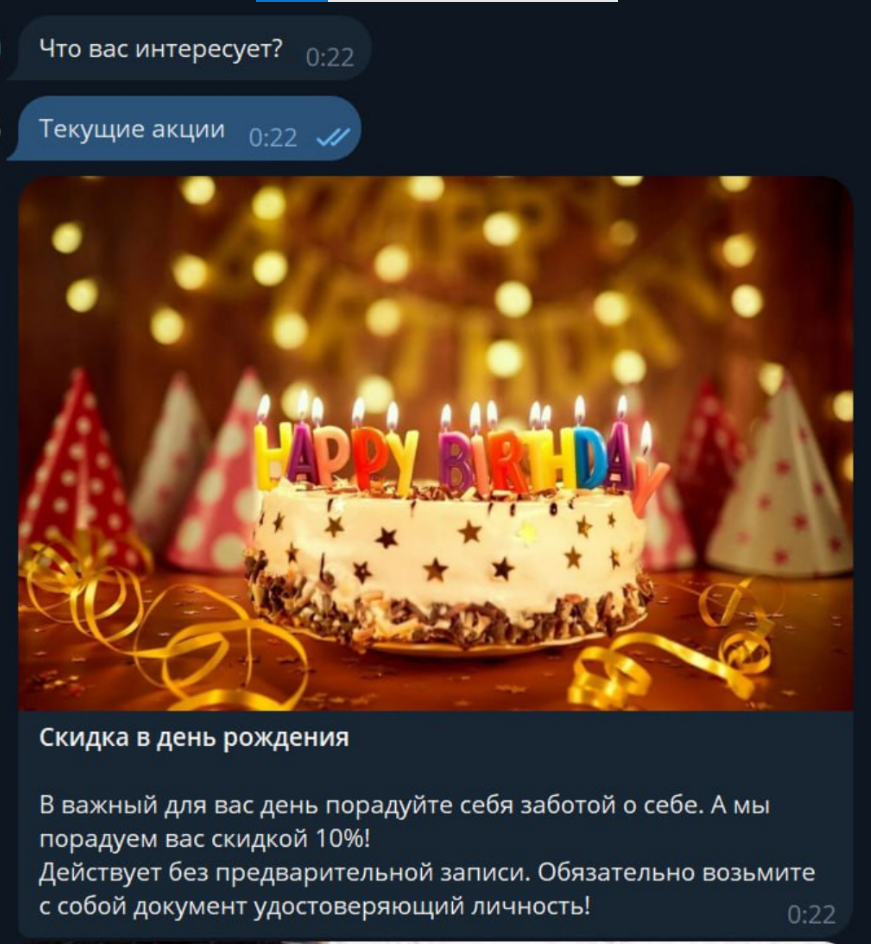 Что вас интересует? 0:22
Текущие акции 0:22
HAPPY BIRTHDAY
Скидка в день рождения
В важный для вас день порадуйте себя заботой о себе. А мы
порадуем вас скидкой 10%!
Действует без предварительной записи. Обязательно возьмите
с собой документ удостоверяющий личность!
0:22